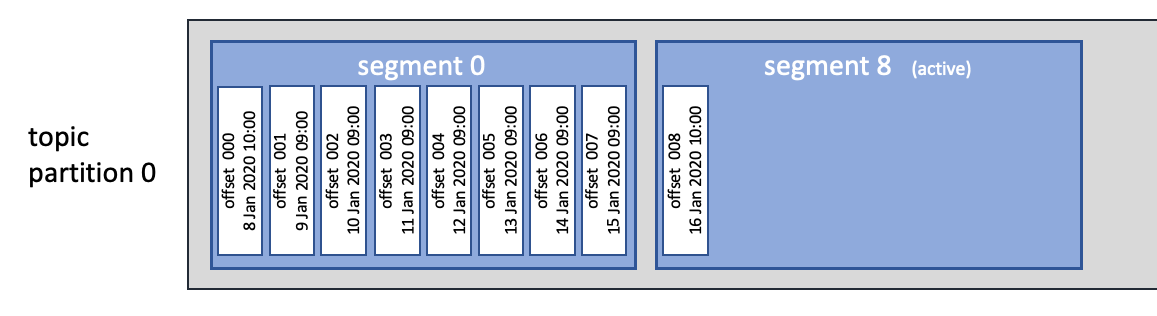 topic
partition 0
segment 0
offset 000
8 Jan 2020 10:00
offset 001
9 Jan 2020 09:00
offset 002
10 Jan 2020 09:00
offset 003
11 Jan 2020 09:00
offset 004
12 Jan 2020 09:00
offset 005
13 Jan 2020 09:00
offset 006
14 Jan 2020 09:00
offset 007
15 Jan 2020 09:00
segment 8 (active)
offset 008
16 Jan 2020 10:00